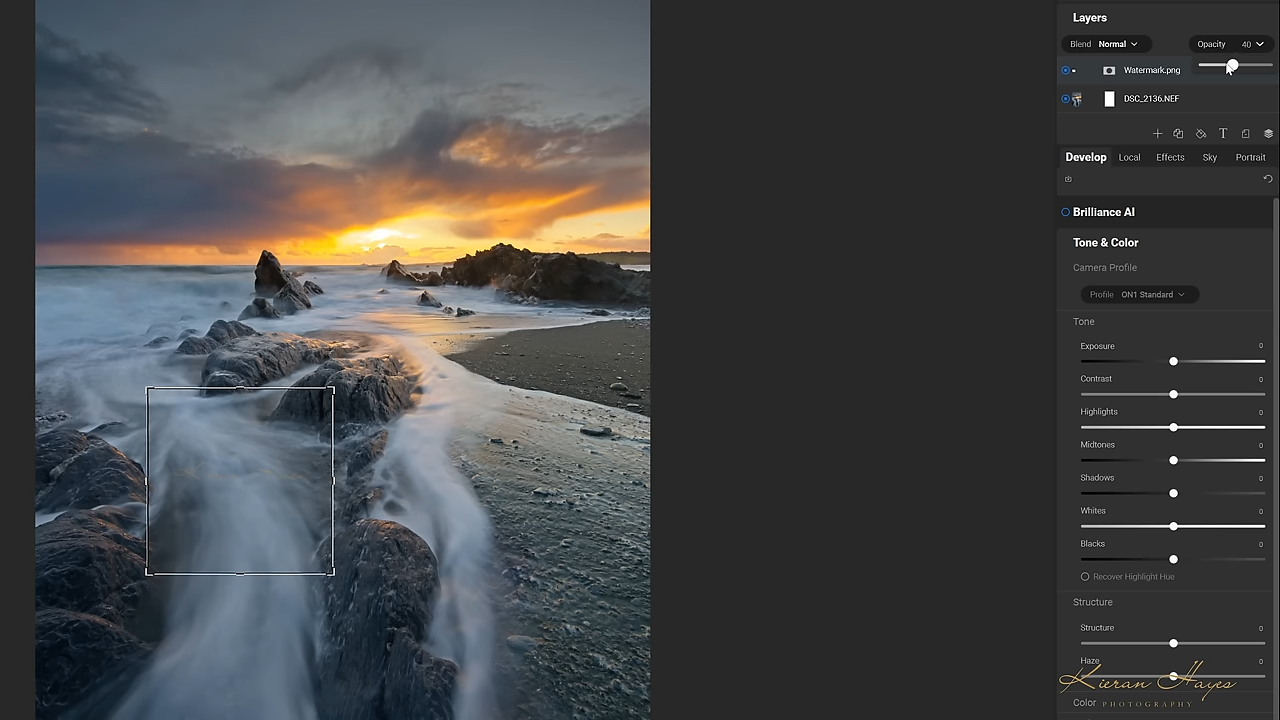 Layers
Blend Normal
Opacity 40
Watermark.png
DSC_2136.NEF
T
Develop Local Effects Sky Portrait
Brilliance AI
Tone & Color
Camera Profile
Profile ON1 Standard
Tone
Exposure 0
Contrast 0
Highlights 0
Midtones 0
Shadows 0
Whites 0
Blacks 0
Recover Highlight Hue
Structure
Structure 0
Haze 0
Kieran Hayes
Color
PHOTOGRAPHY